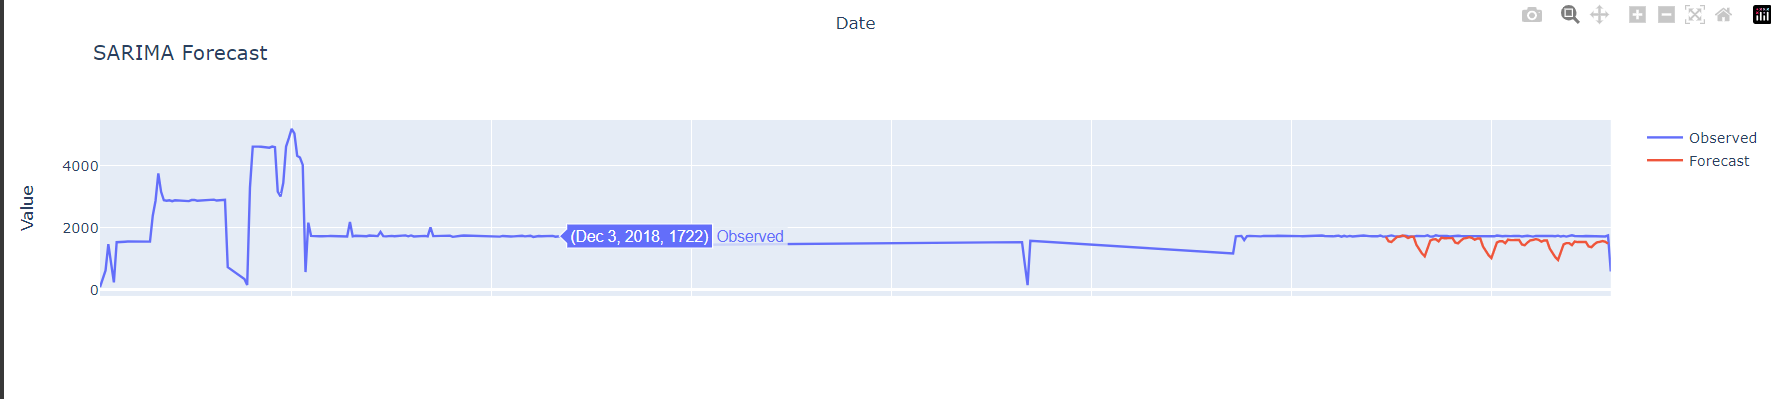 Date
SARIMA Forecast
Value
4000
2000
0
(Dec 3, 2018, 1722) Observed
Observed
Forecast